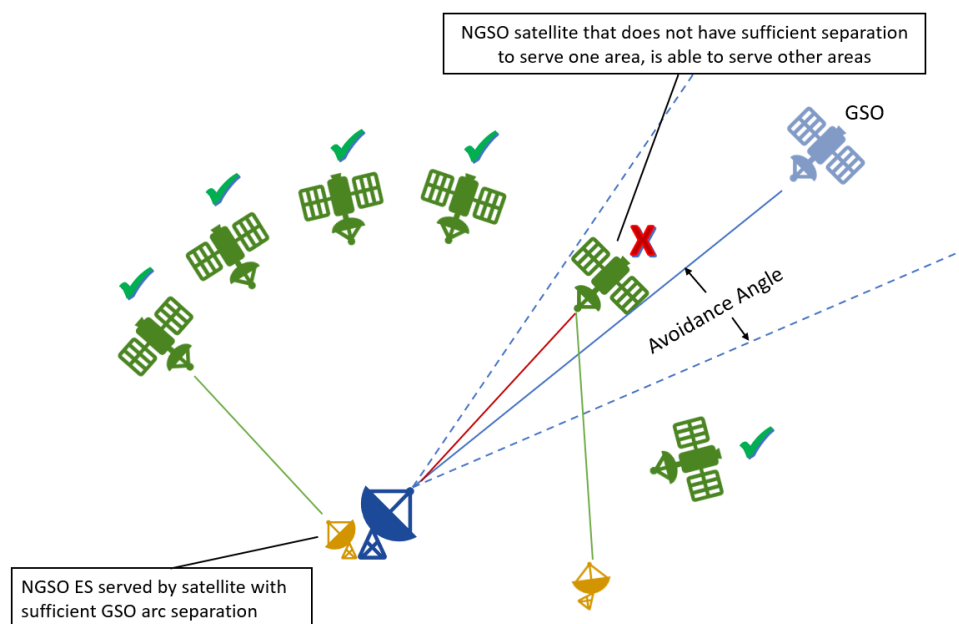 NGSO satellite that does not have sufficient separation
to serve one area, is able to serve other areas
GSO
X
Avoidance Angle
NGSO ES served by satellite with
sufficient GSO arc separation